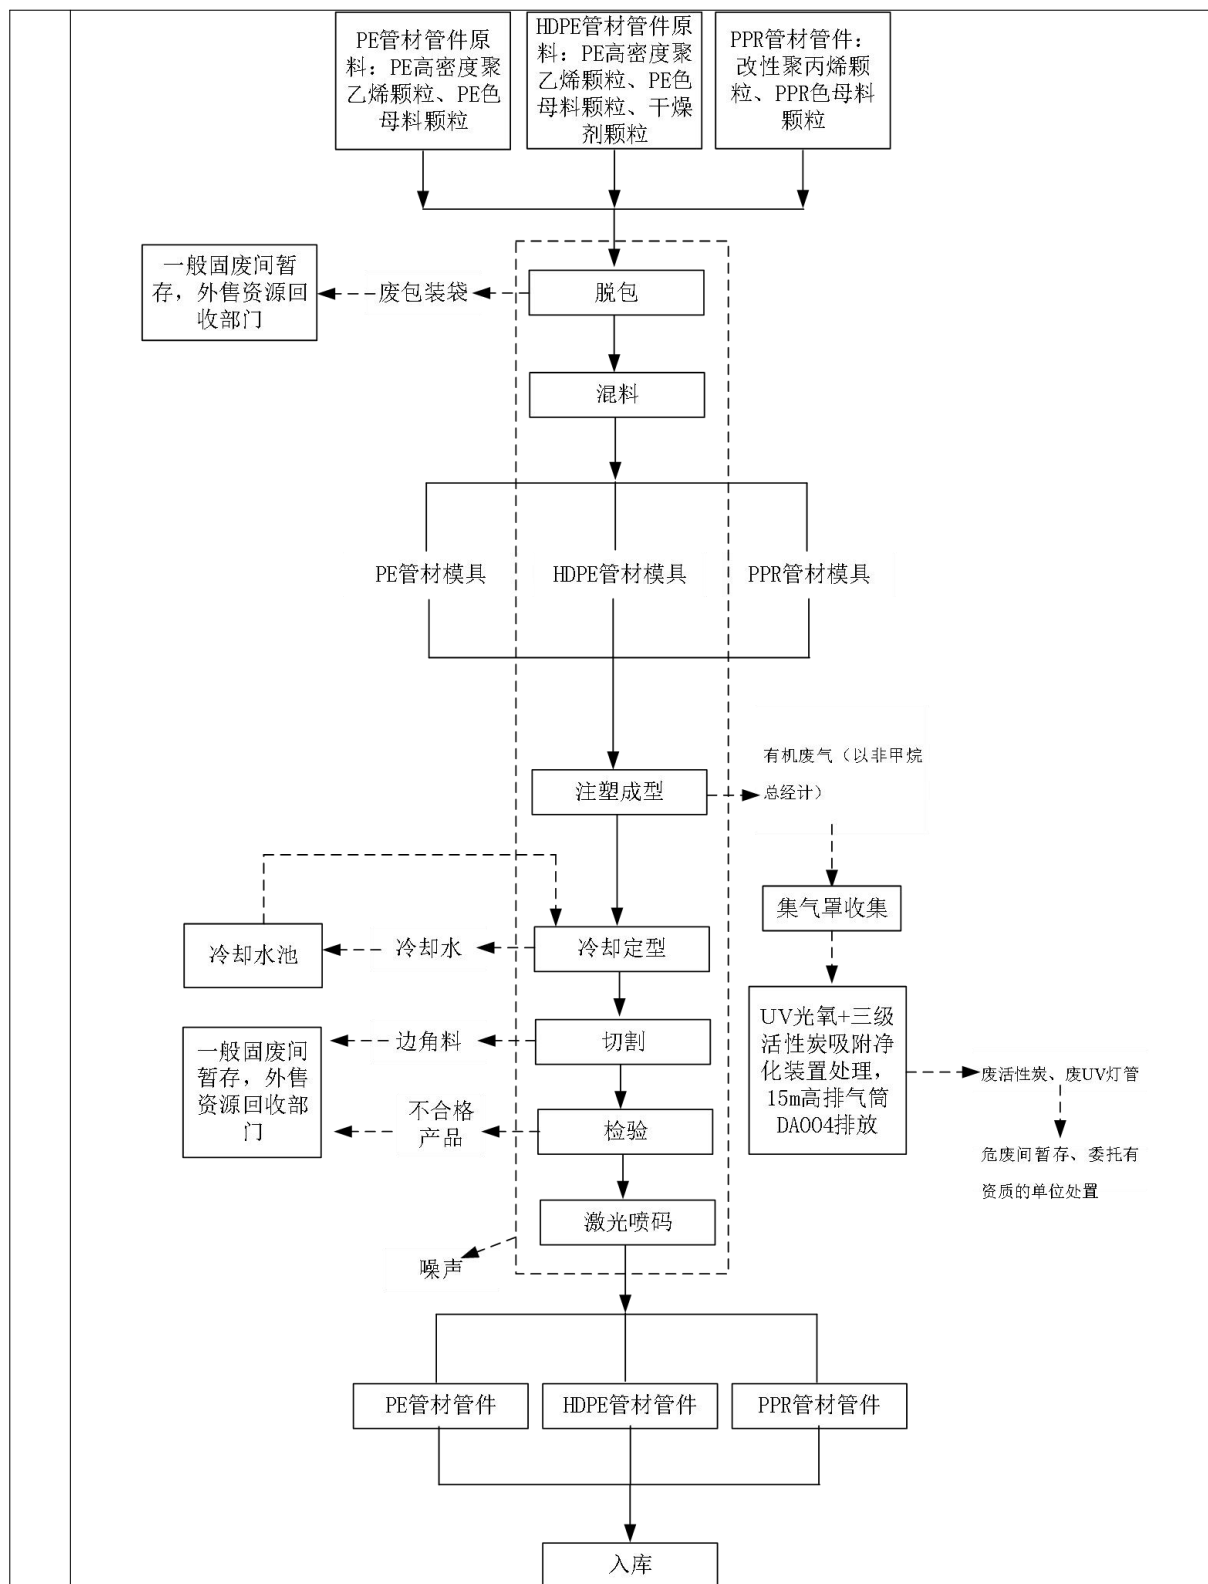 PE管材管件原
料：PE高密度聚
乙烯颗粒、PE色
母料颗粒
HDPE管材管件原
料：PE高密度聚
乙烯颗粒、PE色
母料颗粒、干燥
剂颗粒
PPR管材管件：
改性聚丙烯颗
粒、PPR色母料
颗粒
一般固废间暂
存，外售资源回
收部门
废包装袋
脱包
混料
PE管材模具
HDPE管材模具
PPR管材模具
注塑成型
有机废气（以非甲烷
总经计）
集气罩收集
冷却水池
冷却水
冷却定型
UV光氧+三级
活性炭吸附净
化装置处理，
15m高排气筒
DA004排放
一般固废间
暂存，外售
资源回收部
门
边角料
切割
废活性炭、废UV灯管
不合格
产品
检验
危废间暂存、委托有
资质的单位处置
激光喷码
噪声
PE管材管件
HDPE管材管件
PPR管材管件
入库